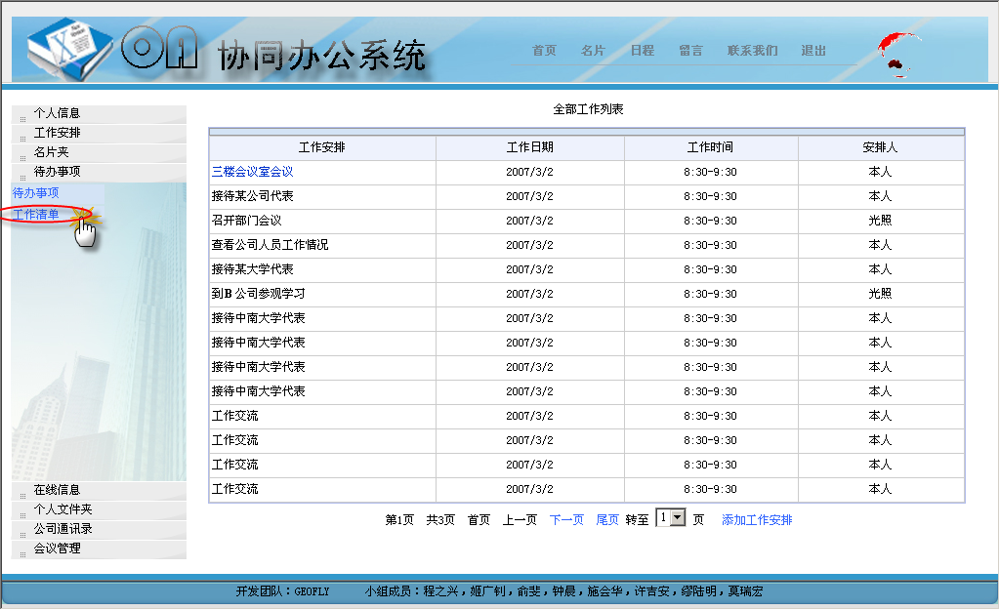 OA 协同办公系统
首页 名片 日程 留言 联系我们 退出
个人信息
工作安排
名片夹
待办事项
待办事项
工作清单
在线信息
个人文件夹
公司通讯录
会议管理
全部工作列表
工作安排 工作日期 工作时间 安排人
三楼会议室会议 2007/3/2 8:30-9:30 本人
接待某公司代表 2007/3/2 8:30-9:30 本人
召开部门会议 2007/3/2 8:30-9:30 光照
查看公司人员工作情况 2007/3/2 8:30-9:30 本人
接待某大学代表 2007/3/2 8:30-9:30 本人
到B公司参观学习 2007/3/2 8:30-9:30 光照
接待中南大学代表 2007/3/2 8:30-9:30 本人
接待中南大学代表 2007/3/2 8:30-9:30 本人
接待中南大学代表 2007/3/2 8:30-9:30 本人
接待中南大学代表 2007/3/2 8:30-9:30 本人
工作交流 2007/3/2 8:30-9:30 本人
工作交流 2007/3/2 8:30-9:30 本人
工作交流 2007/3/2 8:30-9:30 本人
工作交流 2007/3/2 8:30-9:30 本人
第1页 共3页 首页 上一页 下一页 尾页 转至 1 页 添加工作安排
开发团队：GEOFLY 小组成员：程之兴，姬广钊，俞斐，钟晨，施会华，许吉安，缪陆明，莫瑞宏